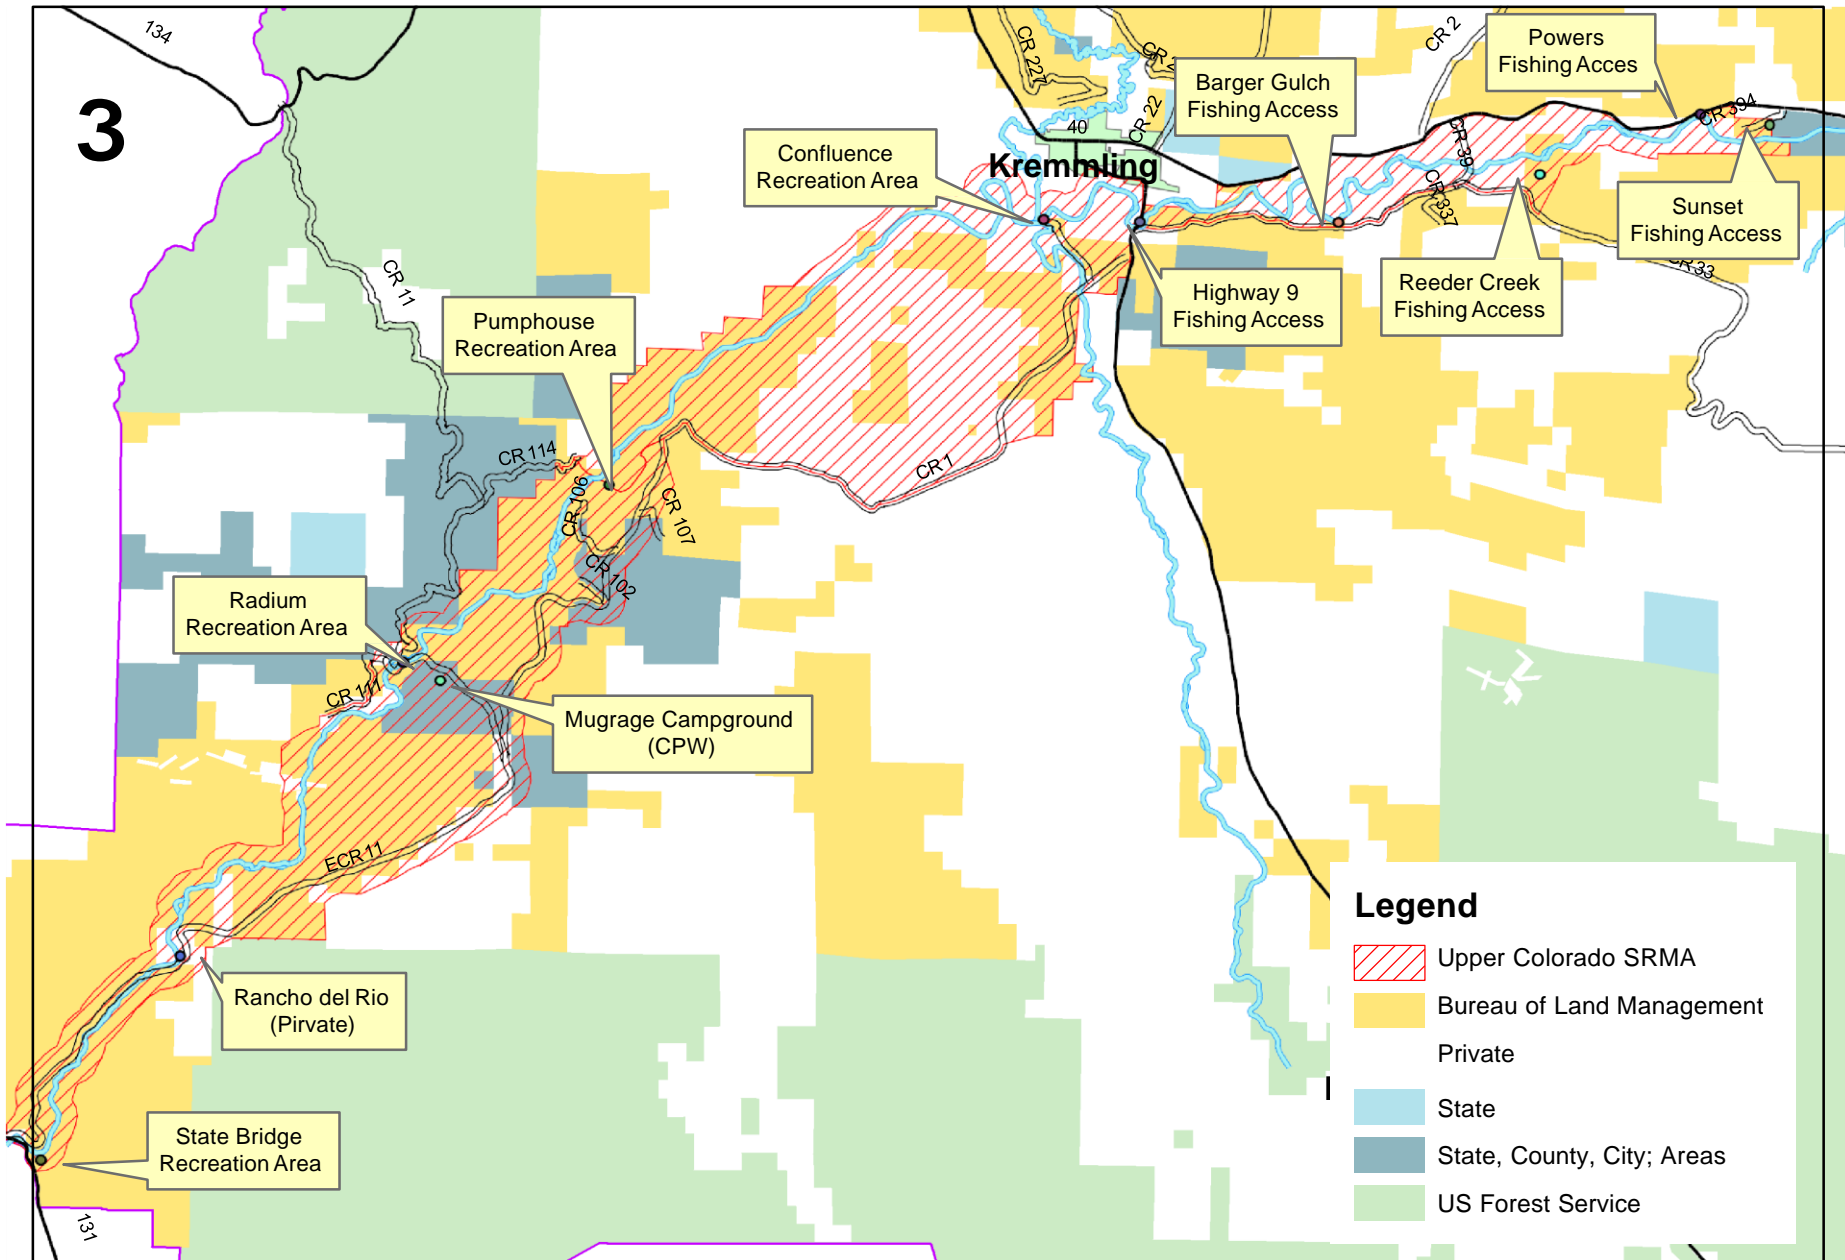 3
134
CR 227
CR 2
CR 2
CR 22
40
Kremmling
Powers
Fishing Acces
Barger Gulch
Fishing Access
Confluence
Recreation Area
CR 394
CR 39
CR 337
CR 33
Sunset
Fishing Access
Reeder Creek
Fishing Access
Highway 9
Fishing Access
CR 11
Pumphouse
Recreation Area
CR 114
CR 1
CR 106
CR 107
CR 102
Radium
Recreation Area
CR 111
Mugrage Campground
(CPW)
ECR 11
Rancho del Rio
(Pirvate)
State Bridge
Recreation Area
131
Legend
Upper Colorado SRMA
Bureau of Land Management
Private
State
State, County, City; Areas
US Forest Service